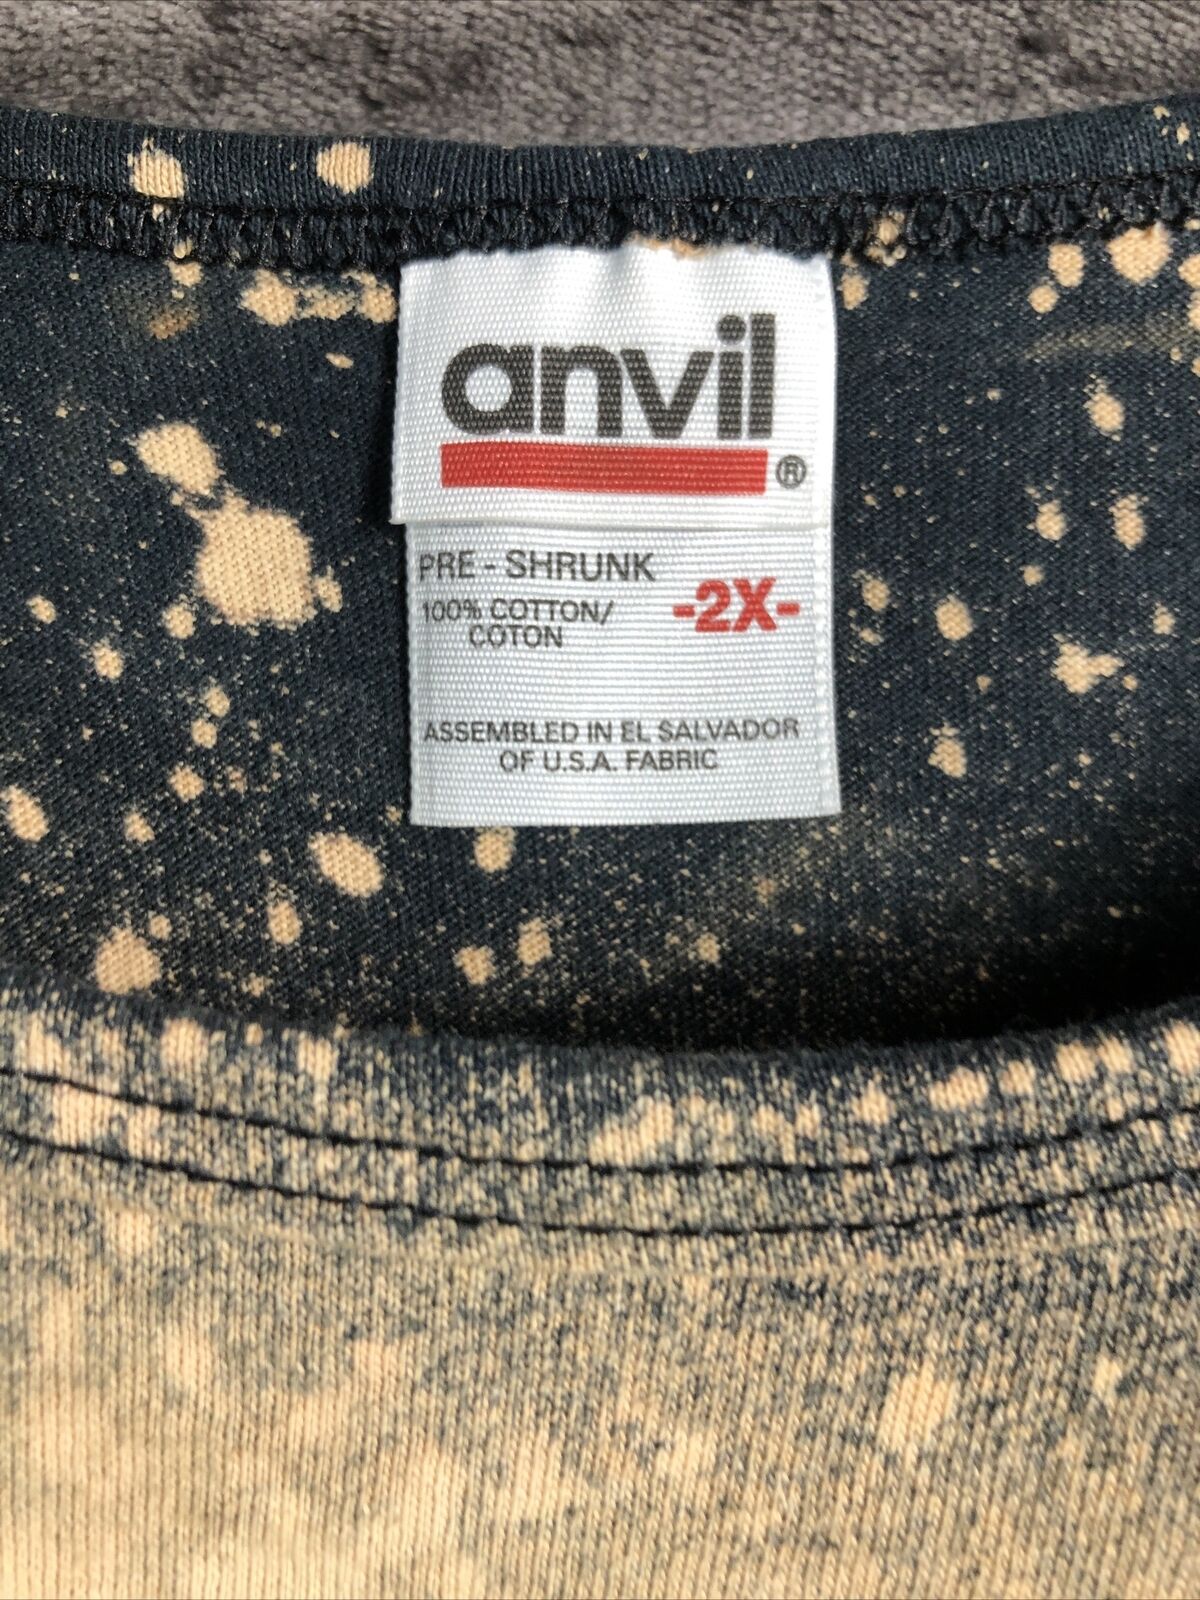 anvil
®
PRE - SHRUNK
100% COTTON/
COTON
-2X-
ASSEMBLED IN EL SALVADOR
OF U.S.A. FABRIC